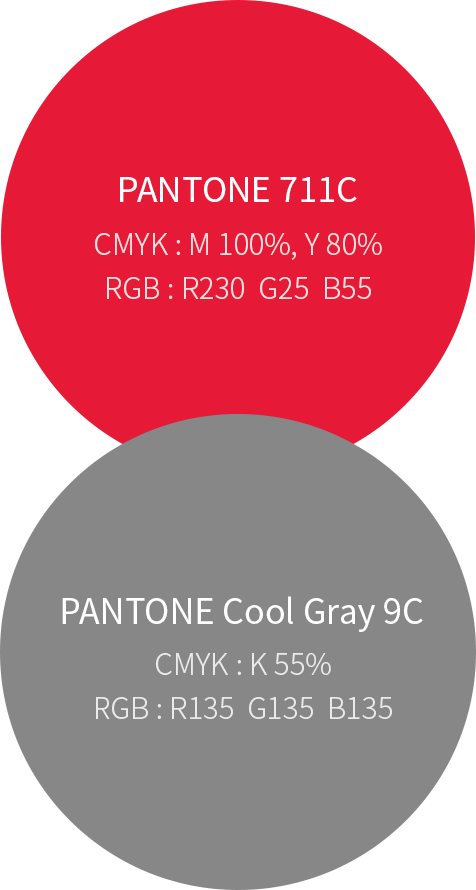 PANTONE 711C
CMYK : M 100%, Y 80%
RGB : R230  G25  B55
PANTONE Cool Gray 9C
CMYK : K 55%
RGB : R135  G135  B135